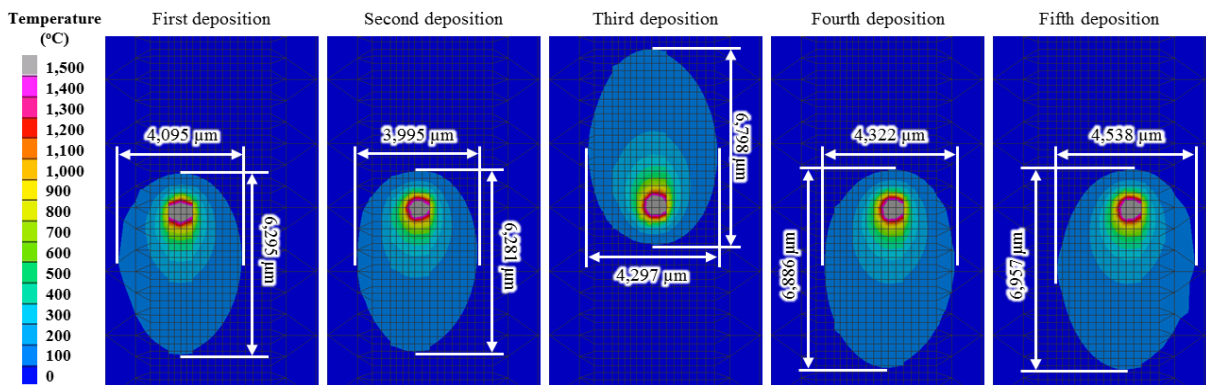 Temperature
(°C)
1,500
1,400
1,300
1,200
1,100
1,000
900
800
700
600
500
400
300
200
100
0
First deposition
4,095 µm
6,295 µm
Second deposition
3,995 µm
6,281 µm
Third deposition
6,798 µm
4,297 µm
Fourth deposition
4,322 µm
6,886 µm
Fifth deposition
4,538 µm
6,957 µm